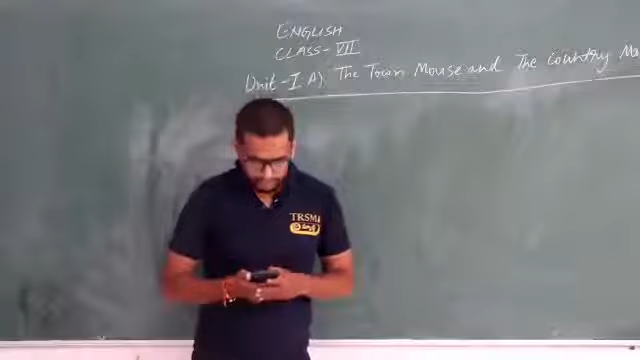 ENGLISH
CLASS- VII
Unit -I A) The Town Mouse and The Country
TRSMA